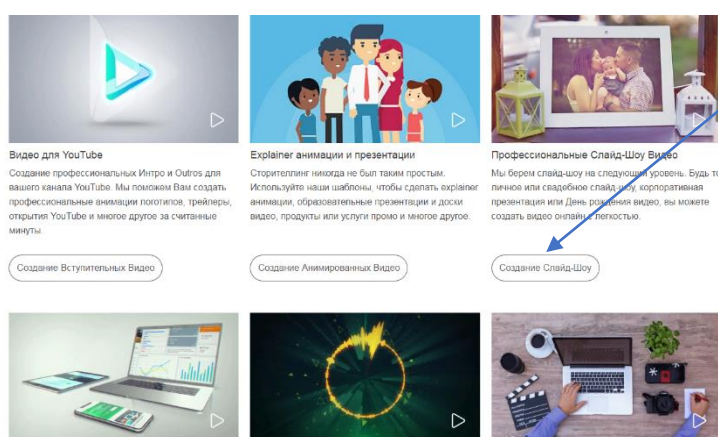 Видео для YouTube
Создание профессиональных Интро и Outros для
вашего канала YouTube. Мы поможем Вам создать
профессиональные анимации логотипов, трейлеры,
открытия YouTube и многое другое за считанные
минуты.
Создание Вступительных Видео
Explainer анимации и презентации
Сторителлинг никогда не был таким простым.
Используйте наши шаблоны, чтобы сделать explainer
анимации, образовательные презентации и доски
видео, продукты или услуги промо и многое другое.
Создание Анимированных Видео
Профессиональные Слайд-Шоу Видео
Мы берем слайд-шоу на следующий уровень. Будь то
личное или свадебное слайд-шоу, корпоративная
презентация или День рождения видео, вы можете
создать видео онлайн с легкостью.
Создание Слайд-Шоу